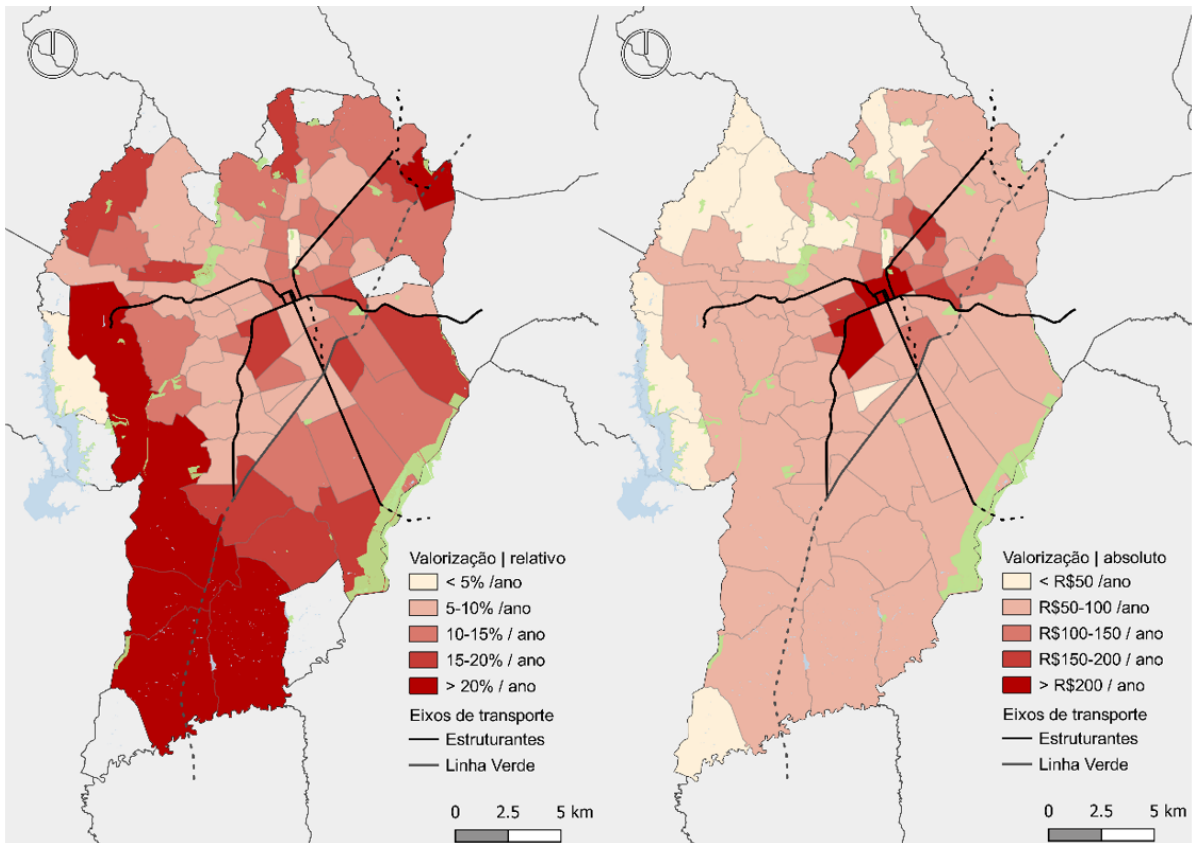 Valorização | relativo
< 5% /ano
5-10% /ano
10-15% / ano
15-20% / ano
> 20% / ano
Eixos de transporte
Estruturantes
Linha Verde
0 2.5 5 km
Valorização | absoluto
< R$50 /ano
R$50-100 /ano
R$100-150 / ano
R$150-200 / ano
> R$200 / ano
Eixos de transporte
Estruturantes
Linha Verde
0 2.5 5 km